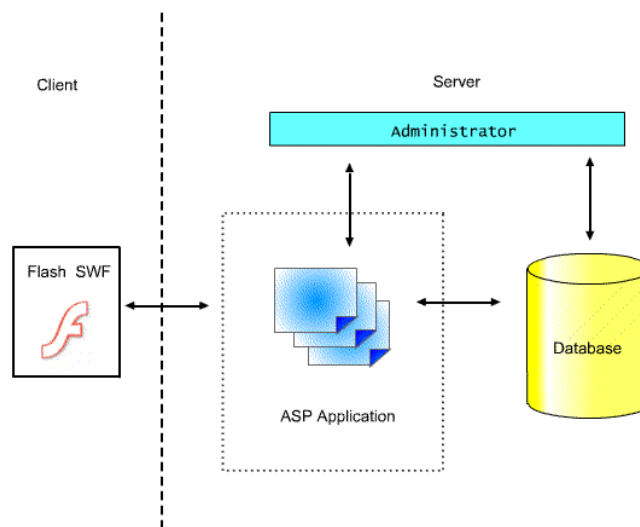 Client
Server
Administrator
Flash SWF
Database
ASP Application